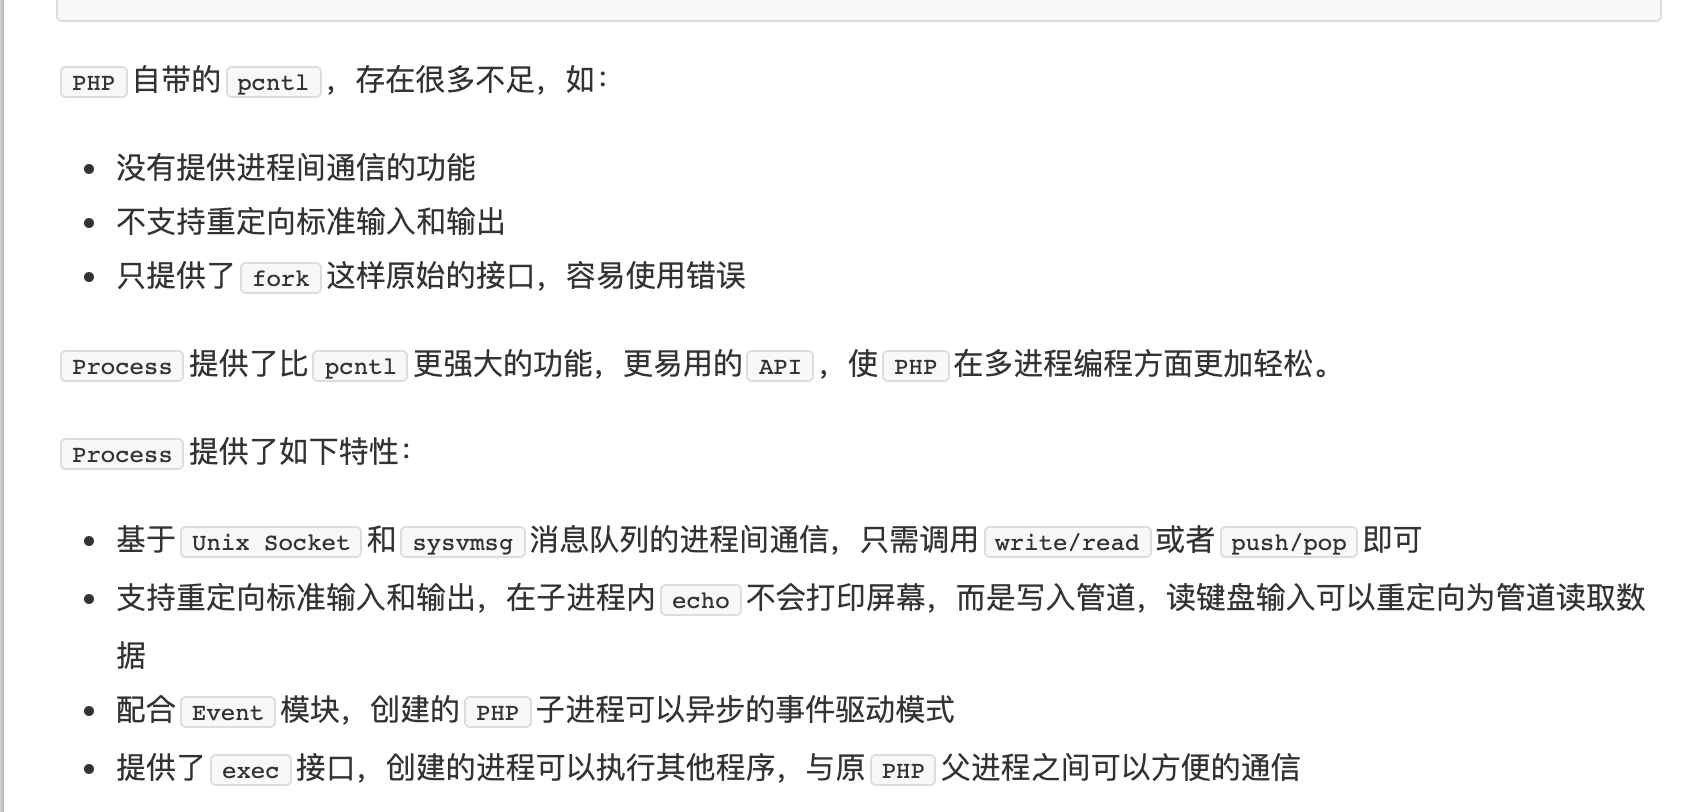 PHP 自带的 pcntl，存在很多不足，如：
没有提供进程间通信的功能
不支持重定向标准输入和输出
只提供了 fork 这样原始的接口，容易使用错误
Process 提供了比 pcntl 更强大的功能，更易用的 API，使 PHP 在多进程编程方面更加轻松。
Process 提供了如下特性：
基于 Unix Socket 和 sysvmsg 消息队列的进程间通信，只需调用 write/read 或者 push/pop 即可
支持重定向标准输入和输出，在子进程内 echo 不会打印屏幕，而是写入管道，读键盘输入可以重定向为管道读取数
据
配合 Event 模块，创建的 PHP 子进程可以异步的事件驱动模式
提供了 exec 接口，创建的进程可以执行其他程序，与原 PHP 父进程之间可以方便的通信